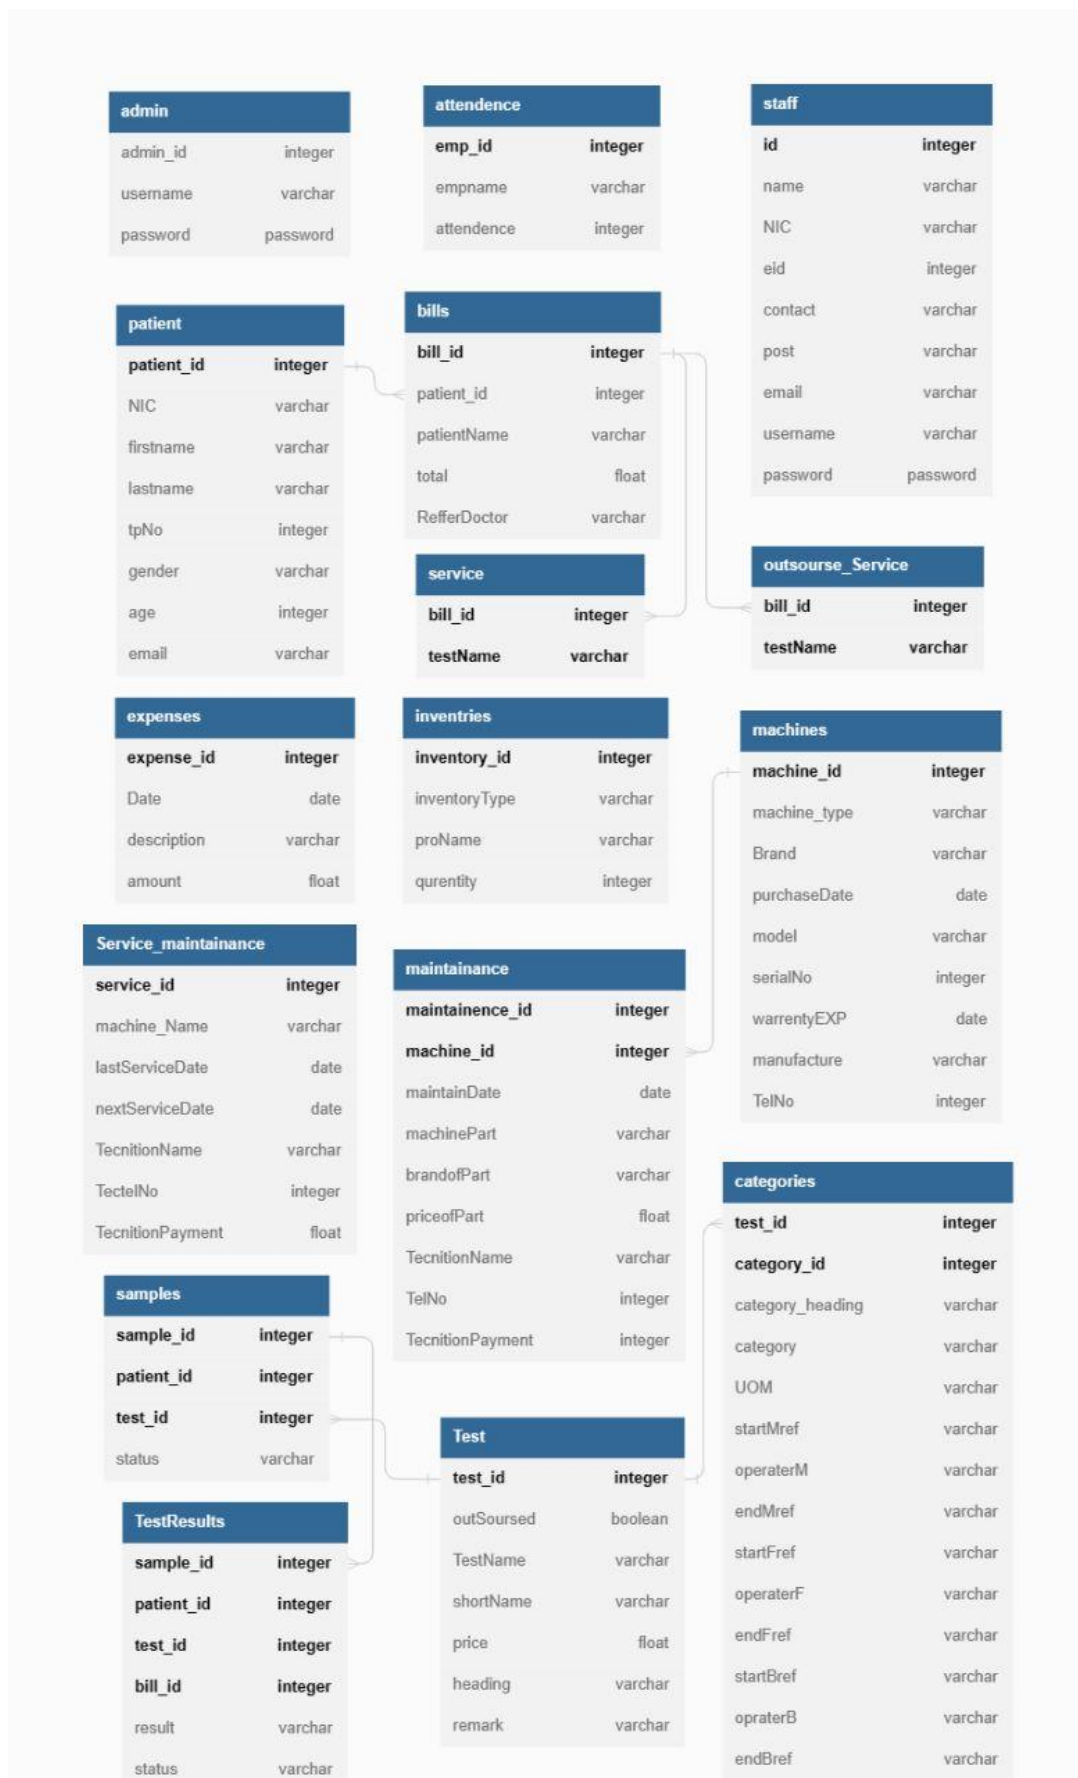 admin
admin_id integer
username varchar
password password
attendence
emp_id integer
empname varchar
attendence integer
staff
id integer
name varchar
NIC varchar
eid integer
contact varchar
post varchar
email varchar
username varchar
password password
patient
patient_id integer
NIC varchar
firstname varchar
lastname varchar
tpNo integer
gender varchar
age integer
email varchar
bills
bill_id integer
patient_id integer
patientName varchar
total float
RefferDoctor varchar
service
bill_id integer
testName varchar
outsourse_Service
bill_id integer
testName varchar
expenses
expense_id integer
Date date
description varchar
amount float
inventries
inventory_id integer
inventoryType varchar
proName varchar
qurentity integer
machines
machine_id integer
machine_type varchar
Brand varchar
purchaseDate date
model varchar
serialNo integer
warrentyEXP date
manufacture varchar
TelNo integer
Service_maintainance
service_id integer
machine_Name varchar
lastServiceDate date
nextServiceDate date
TecnitionName varchar
TectelNo integer
TecnitionPayment float
maintainance
maintainence_id integer
machine_id integer
maintainDate date
machinePart varchar
brandofPart varchar
priceofPart float
TecnitionName varchar
TelNo integer
TecnitionPayment integer
categories
test_id integer
category_id integer
category_heading varchar
category varchar
UOM varchar
startMref varchar
operaterM varchar
endMref varchar
startFref varchar
operaterF varchar
endFref varchar
startBref varchar
opraterB varchar
endBref varchar
samples
sample_id integer
patient_id integer
test_id integer
status varchar
Test
test_id integer
outSoursed boolean
TestName varchar
shortName varchar
price float
heading varchar
remark varchar
TestResults
sample_id integer
patient_id integer
test_id integer
bill_id integer
result varchar
status varchar